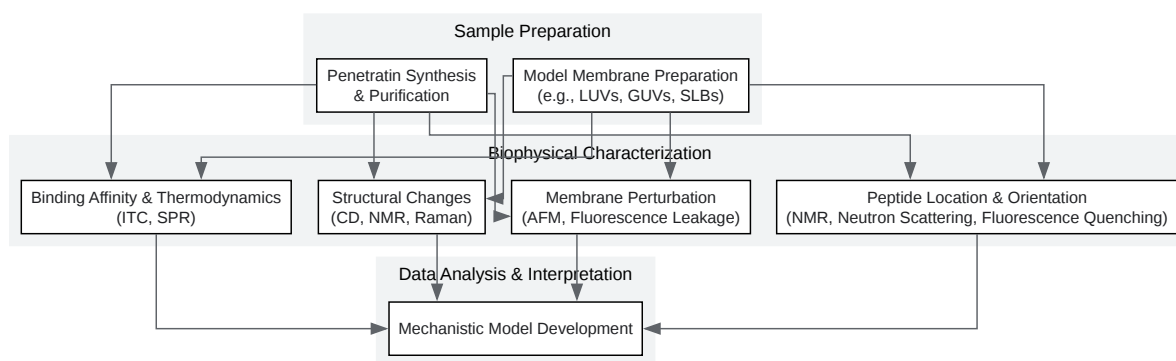 Sample Preparation
Penetratin Synthesis
& Purification
Model Membrane Preparation
(e.g., LUVs, GUVs, SLBs)
Biophysical Characterization
Binding Affinity & Thermodynamics
(ITC, SPR)
Structural Changes
(CD, NMR, Raman)
Membrane Perturbation
(AFM, Fluorescence Leakage)
Peptide Location & Orientation
(NMR, Neutron Scattering, Fluorescence Quenching)
Data Analysis & Interpretation
Mechanistic Model Development